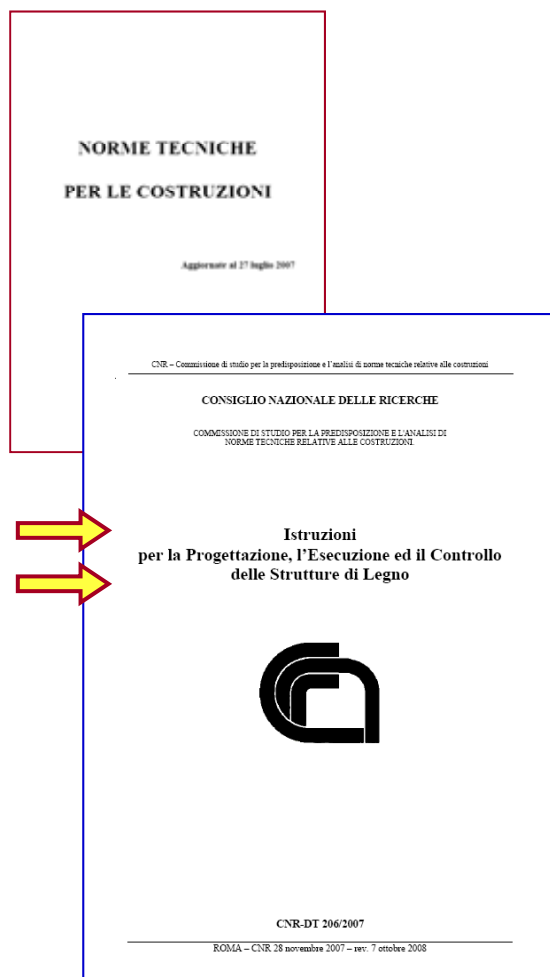 NORME TECNICHE
PER LE COSTRUZIONI
Aggiornate al 27 luglio 2007
CNR – Commissione di studio per la predisposizione e l'analisi di norme tecniche relative alle costruzioni
CONSIGLIO NAZIONALE DELLE RICERCHE
COMMISSIONE DI STUDIO PER LA PREDISPOSIZIONE E L'ANALISI DI
NORME TECNICHE RELATIVE ALLE COSTRUZIONI
Istruzioni
per la Progettazione, l'Esecuzione ed il Controllo
delle Strutture di Legno
CNR-DT 206/2007
ROMA – CNR 28 novembre 2007 – rev. 7 ottobre 2008